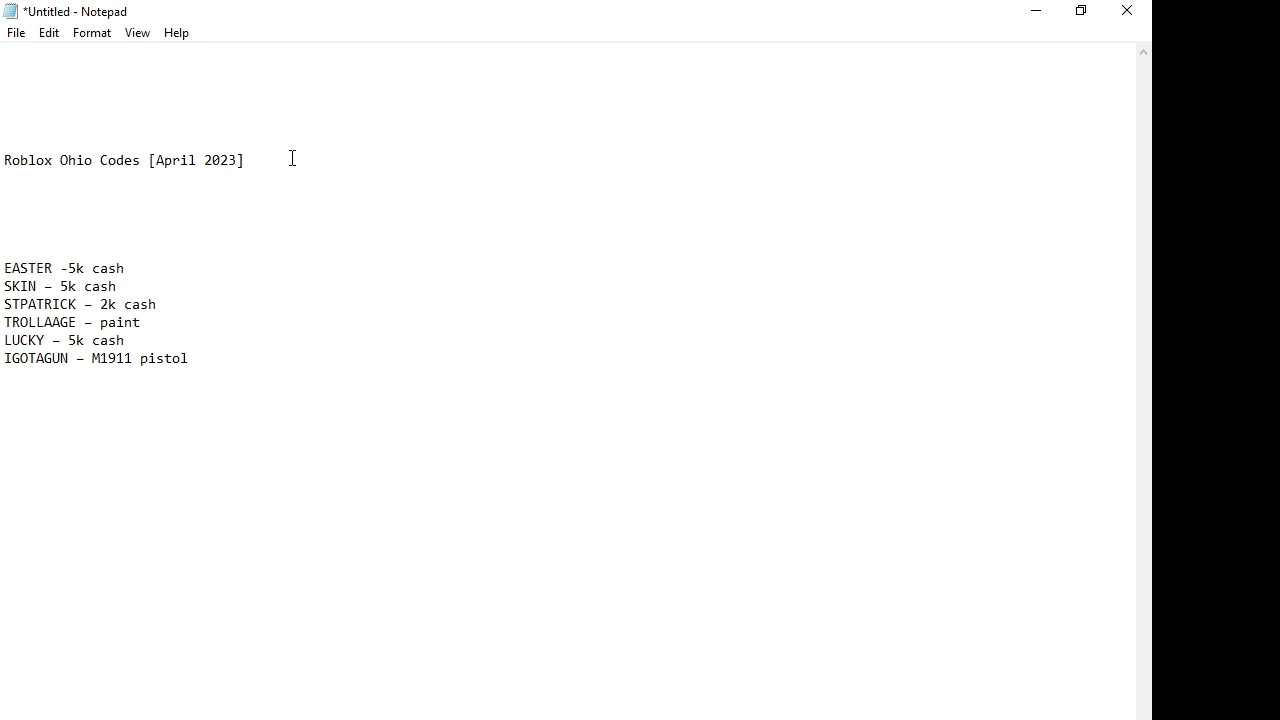 *Untitled - Notepad
File Edit Format View Help
Roblox Ohio Codes [April 2023]
EASTER -5k cash
SKIN – 5k cash
STPATRICK – 2k cash
TROLLAAGE – paint
LUCKY – 5k cash
IGOTAGUN – M1911 pistol